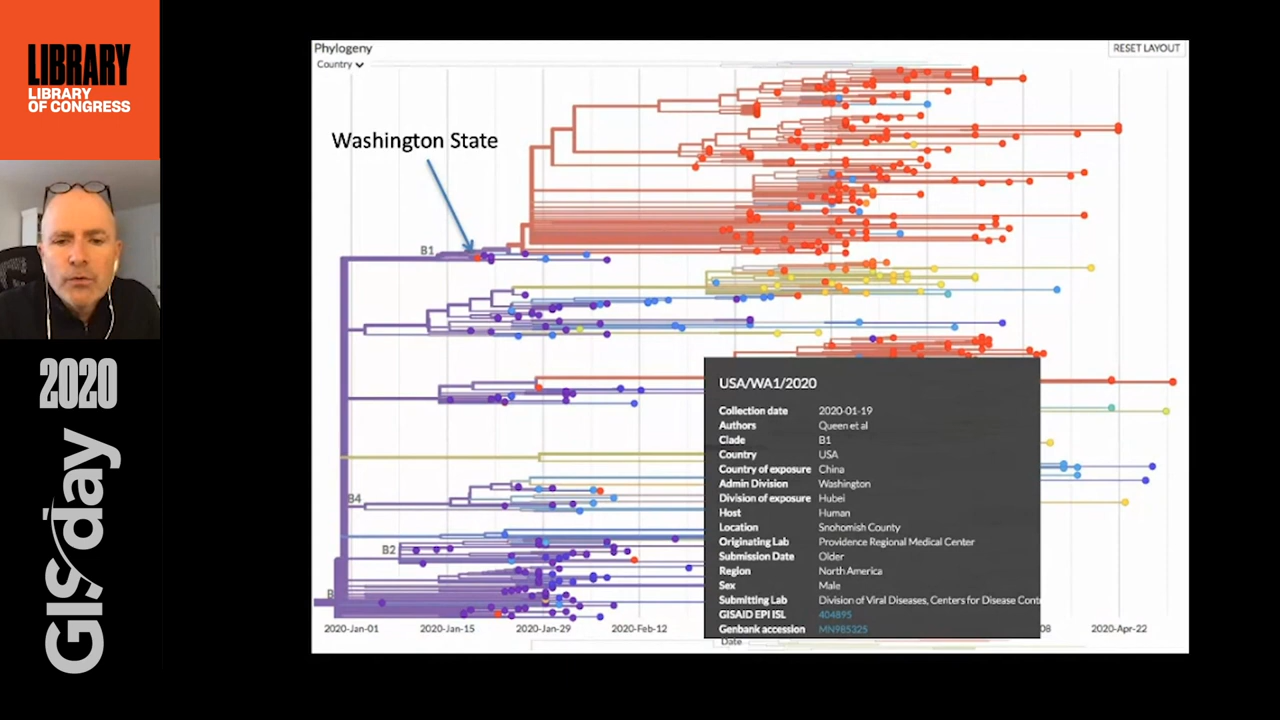 LIBRARY
LIBRARY
OF CONGRESS
2020
GISday
Phylogeny
RESET LAYOUT
Country
Washington State
B1
B4
B2
B
USA/WA1/2020
Collection date 2020-01-19
Authors Queen et al
Clade B1
Country USA
Country of exposure China
Admin Division Washington
Division of exposure Hubei
Host Human
Location Snohomish County
Originating Lab Providence Regional Medical Center
Submission Date Older
Region North America
Sex Male
Submitting Lab Division of Viral Diseases, Centers for Disease Cont
GISAID EPI ISL 404895
Genbank accession MN985325
2020-Jan-01 2020-Jan-15 2020-Jan-29 2020-Feb-12 08 2020-Apr-22
Date